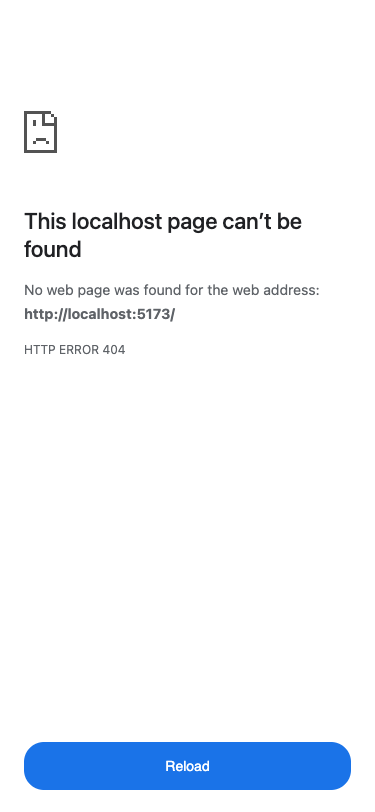 This localhost page can’t be
found
No web page was found for the web address:
http://localhost:5173/
HTTP ERROR 404
Reload